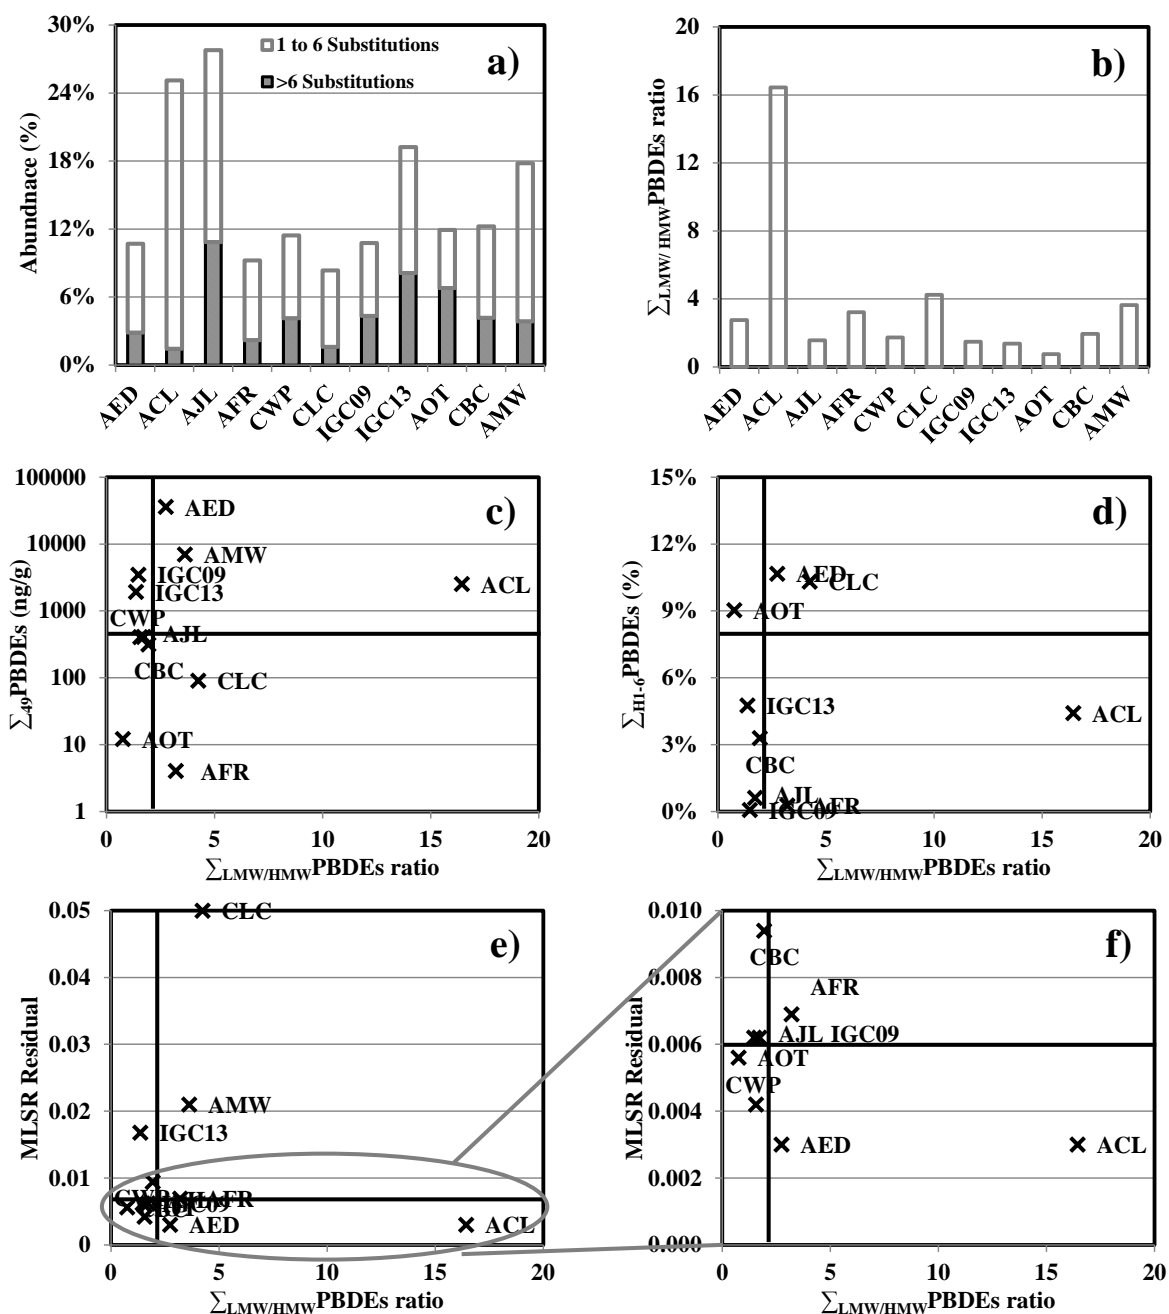 30%
24%
18%
12%
6%
0%
Abundnace (%)
1 to 6 Substitutions
>6 Substitutions
a)
AED ACL AJL AFR CWP CLC IGC09 IGC13 AOT CBC AMW
20
16
12
8
4
0
∑LMW/HMWPBDEs ratio
b)
AED ACL AJL AFR CWP CLC IGC09 IGC13 AOT CBC AMW
100000
10000
1000
100
10
1
∑49PBDEs (ng/g)
c)
AED
AMW
IGC09
ACL
IGC13
CWP
AJL
CBC
CLC
AOT
AFR
0 5 10 15 20
∑LMW/HMWPBDEs ratio
15%
12%
9%
6%
3%
0%
∑H1-6PBDEs (%)
d)
AED
CLC
AOT
IGC13
ACL
CBC
AJL
AFR
IGC09
0 5 10 15 20
∑LMW/HMWPBDEs ratio
0.05
0.04
0.03
0.02
0.01
0
MLSR Residual
e)
CLC
AMW
IGC13
CWP
AFR
IGC09
AED
ACL
0 5 10 15 20
∑LMW/HMWPBDEs ratio
0.010
0.008
0.006
0.004
0.002
0.000
MLSR Residual
f)
CBC
AFR
AJL IGC09
AOT
CWP
AED
ACL
0 5 10 15 20
∑LMW/HMWPBDEs ratio